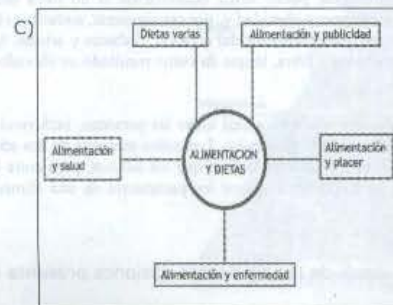 C)
Dietas varias
Alimentación y publicidad
Alimentación
y salud
ALIMENTACION
Y DIETAS
Alimentación
y placer
Alimentación y enfermedad